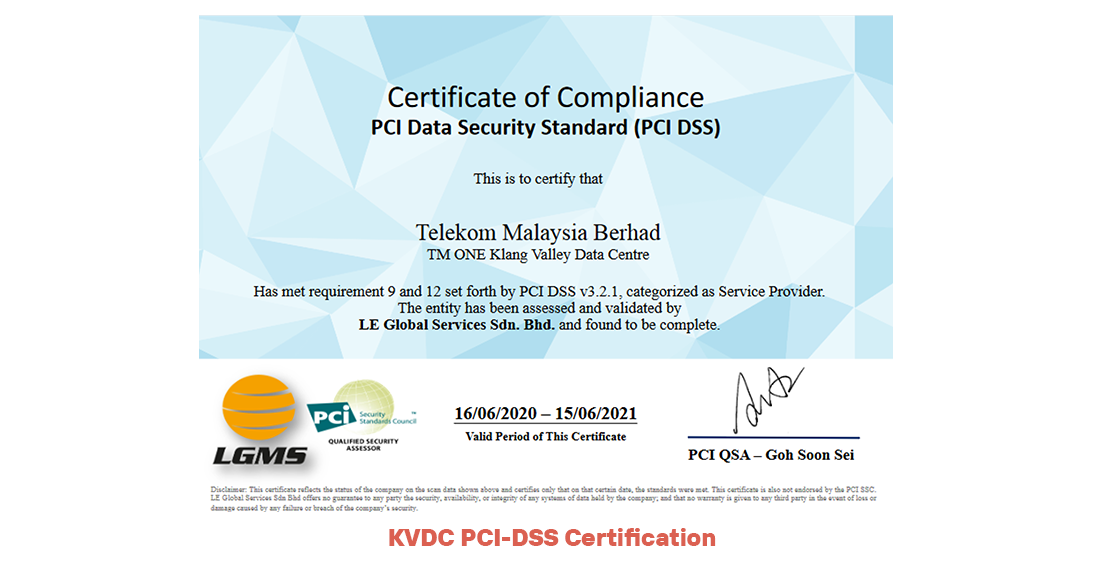 Certificate of Compliance
PCI Data Security Standard (PCI DSS)
This is to certify that
Telekom Malaysia Berhad
TM ONE Klang Valley Data Centre
Has met requirement 9 and 12 set forth by PCI DSS v3.2.1, categorized as Service Provider.
The entity has been assessed and validated by
LE Global Services Sdn. Bhd. and found to be complete.
LGMS
PCi Security
Standards Council ™
QUALIFIED SECURITY
ASSESSOR
16/06/2020 – 15/06/2021
Valid Period of This Certificate
PCI QSA – Goh Soon Sei
Disclaimer: This certificate reflects the status of the company on the scan data shown above and certifies only that on that certain date, the standards were met. This certificate is also not endorsed by the PCI SSC.
LE Global Services Sdn Bhd offers no guarantee to any party the security, availability, or integrity of any systems of data held by the company; and that no warranty is given to any third party in the event of loss or
damage caused by any failure or breach of the company's security.
KVDC PCI-DSS Certification